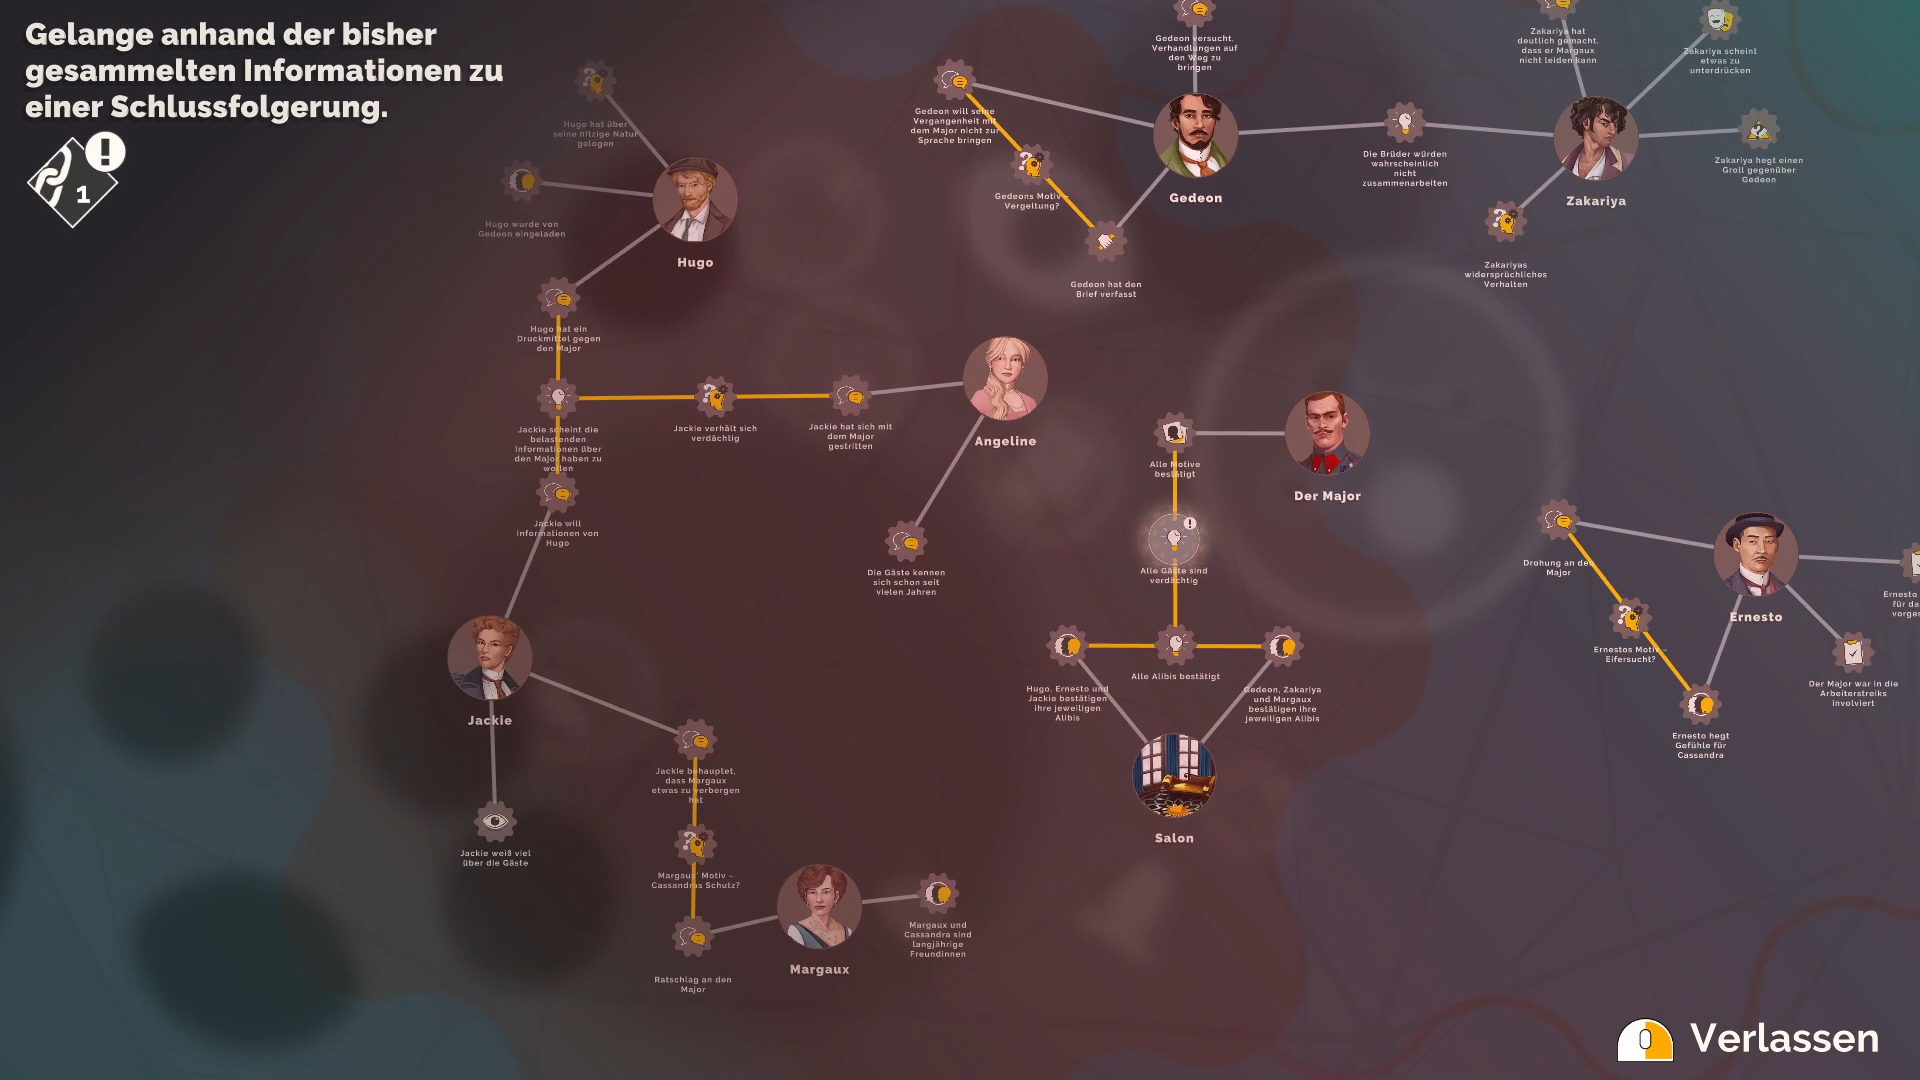 Gelange anhand der bisher
gesammelten Informationen zu
einer Schlussfolgerung.
1
Hugo hat über
seine hitzige Natur
gelogen
Hugo wurde von
Gedeon eingeladen
Hugo
Gedeon versucht,
Verhandlungen auf
den Weg zu
bringen
Gedeon will seine
Vergangenheit mit
dem Major nicht zur
Sprache bringen
Gedeons Motiv –
Vergeltung?
Gedeon hat den
Brief verfasst
Gedeon
Die Brüder würden
wahrscheinlich
nicht
zusammenarbeiten
Zakariya hat
deutlich gemacht,
dass er Margaux
nicht leiden kann
Zakariya scheint
etwas zu
unterdrücken
Zakariya hegt einen
Groll gegenüber
Gedeon
Zakariya
Zakariyas
widersprüchliches
Verhalten
Hugo hat ein
Druckmittel gegen
den Major
Jackie scheint die
belastenden
Informationen über
den Major haben zu
wollen
Jackie verhält sich
verdächtig
Jackie hat sich mit
dem Major
gestritten
Angeline
Jackie will
Informationen von
Hugo
Die Gäste kennen
sich schon seit
vielen Jahren
Alle Motive
bestätigt
Der Major
Alle Gäste sind
verdächtig
Hugo, Ernesto und
Jackie bestätigen
ihre jeweiligen
Alibis
Alle Alibis bestätigt
Gedeon, Zakariya
und Margaux
bestätigen ihre
jeweiligen Alibis
Salon
Drohung an den
Major
Ernestos Motiv –
Eifersucht?
Ernesto hegt
Gefühle für
Cassandra
Ernesto
Der Major war in die
Arbeiterstreiks
involviert
Ernesto
für da
vorges
Jackie
Jackie weiß viel
über die Gäste
Jackie behauptet,
dass Margaux
etwas zu verbergen
hat
Margaux' Motiv –
Cassandras Schutz?
Ratschlag an den
Major
Margaux
Margaux und
Cassandra sind
langjährige
Freundinnen
Verlassen